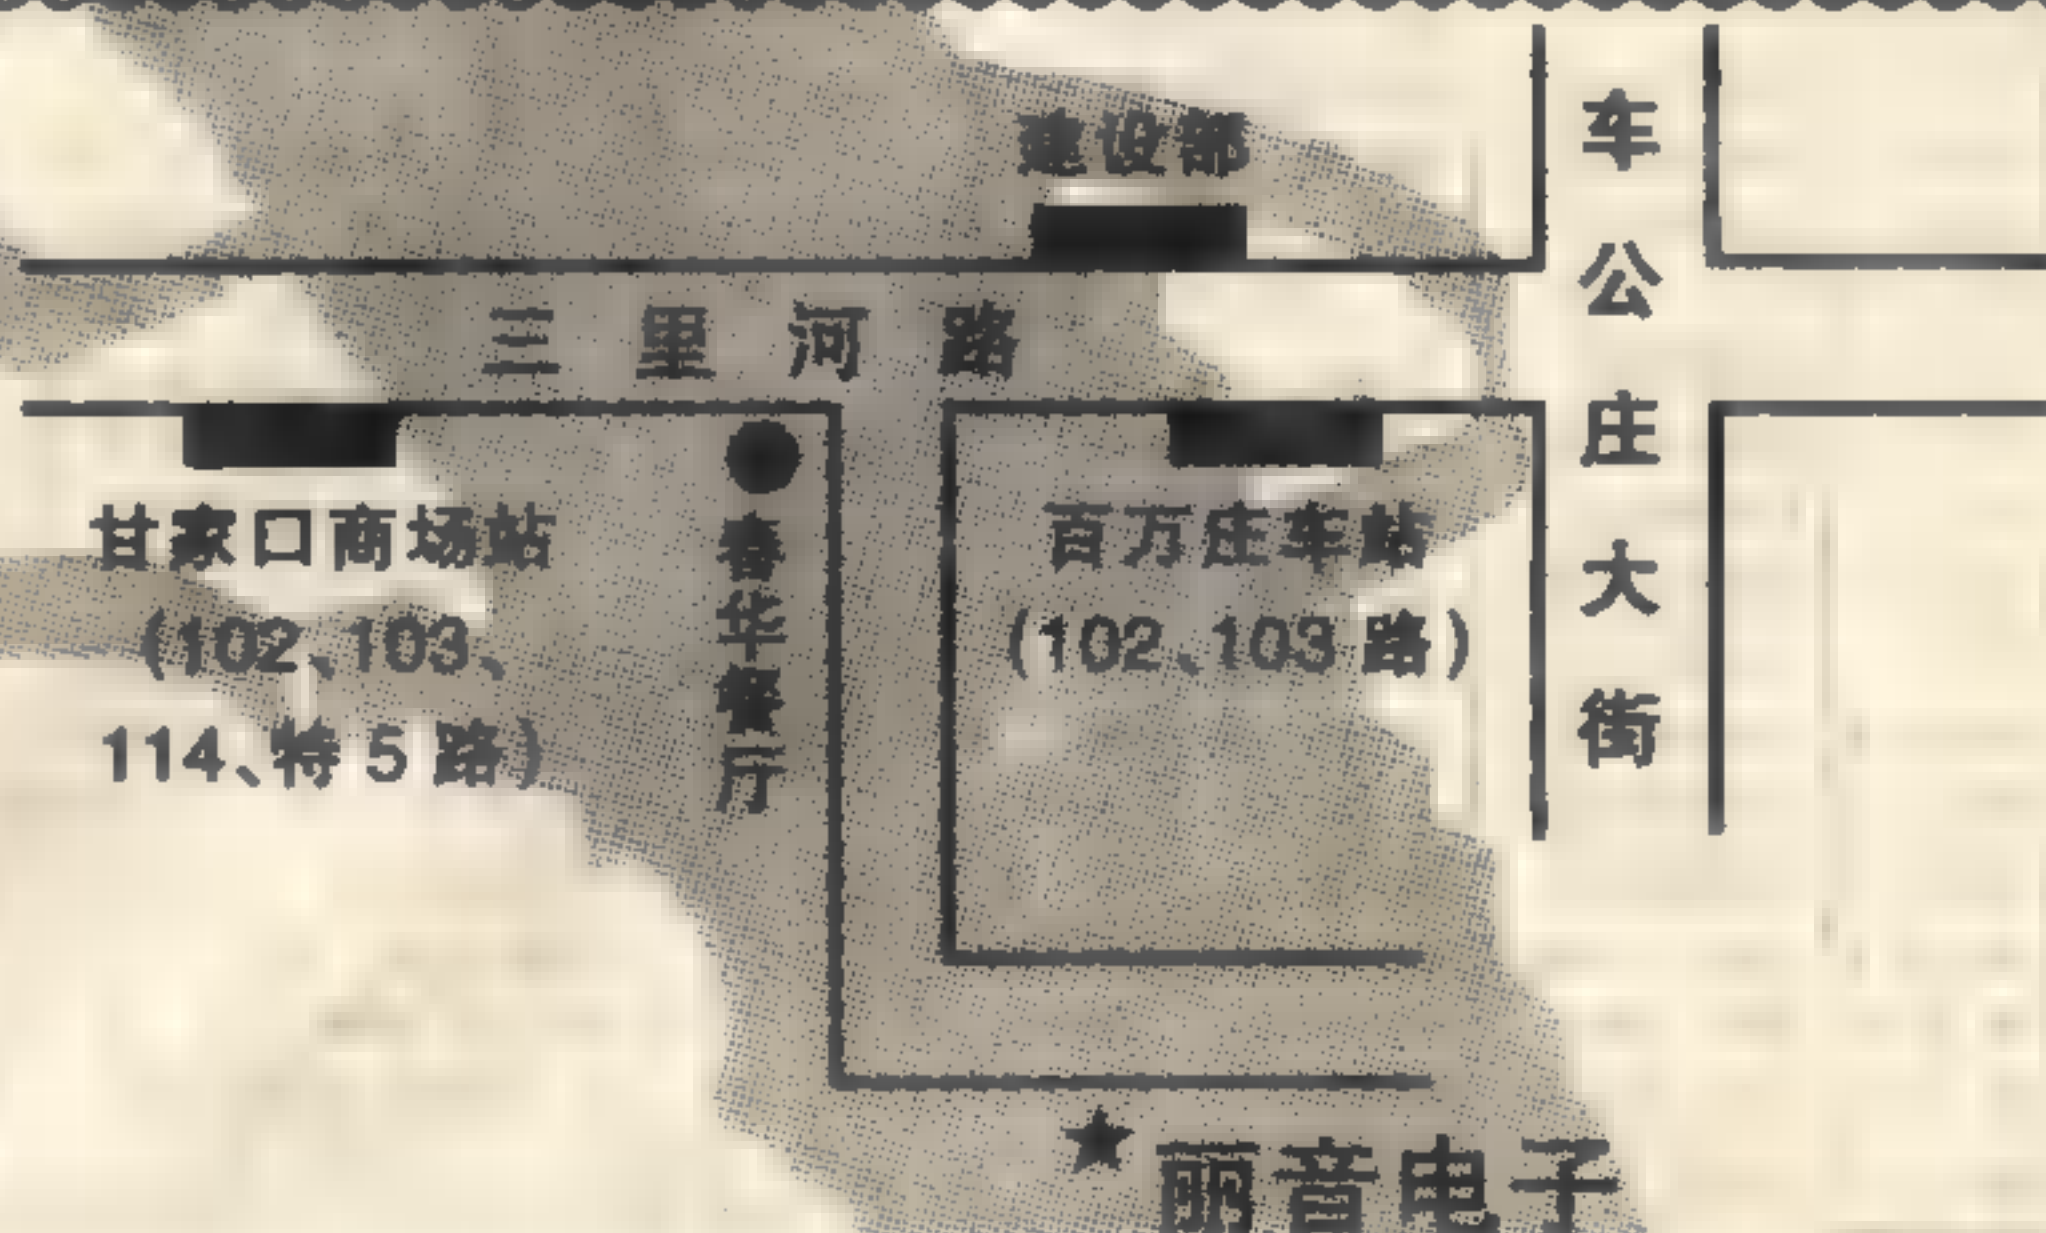 建设部
车公庄大街
三里河路
甘家口商场站
(102、103、
114、特5路)
春华餐厅
百万庄车站
(102、103路)
丽音电子